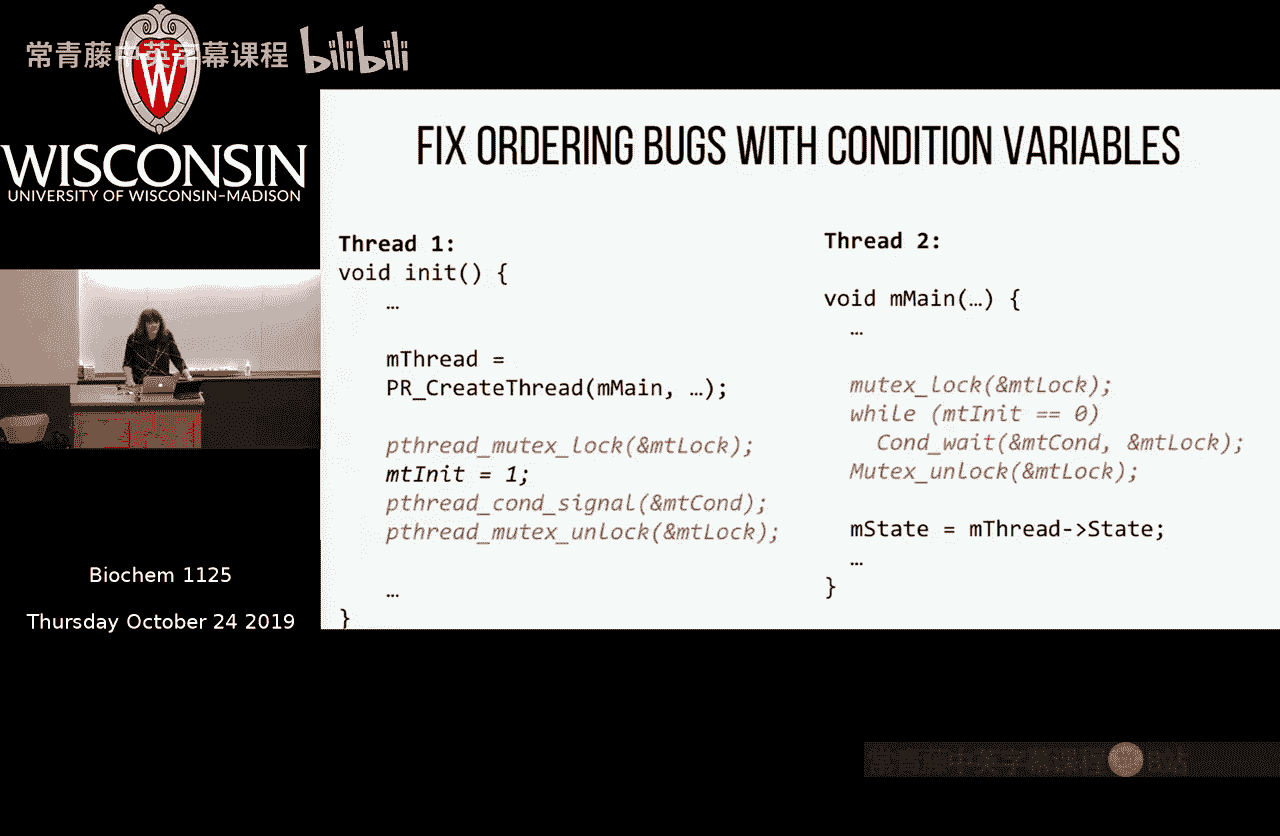 常青藤中英字幕课程 bilibili
W
WISCONSIN
UNIVERSITY OF WISCONSIN-MADISON
FIX ORDERING BUGS WITH CONDITION VARIABLES
Thread 1:
void init() {
…
mThread =
PR_CreateThread(mMain, …);
pthread_mutex_lock(&mtLock);
mtInit = 1;
pthread_cond_signal(&mtCond);
pthread_mutex_unlock(&mtLock);
…
}
Thread 2:
void mMain(…) {
…
mutex_lock(&mtLock);
while (mtInit == 0)
Cond_wait(&mtCond, &mtLock);
Mutex_unlock(&mtLock);
mState = mThread->State;
…
}
Biochem 1125
Thursday October 24 2019